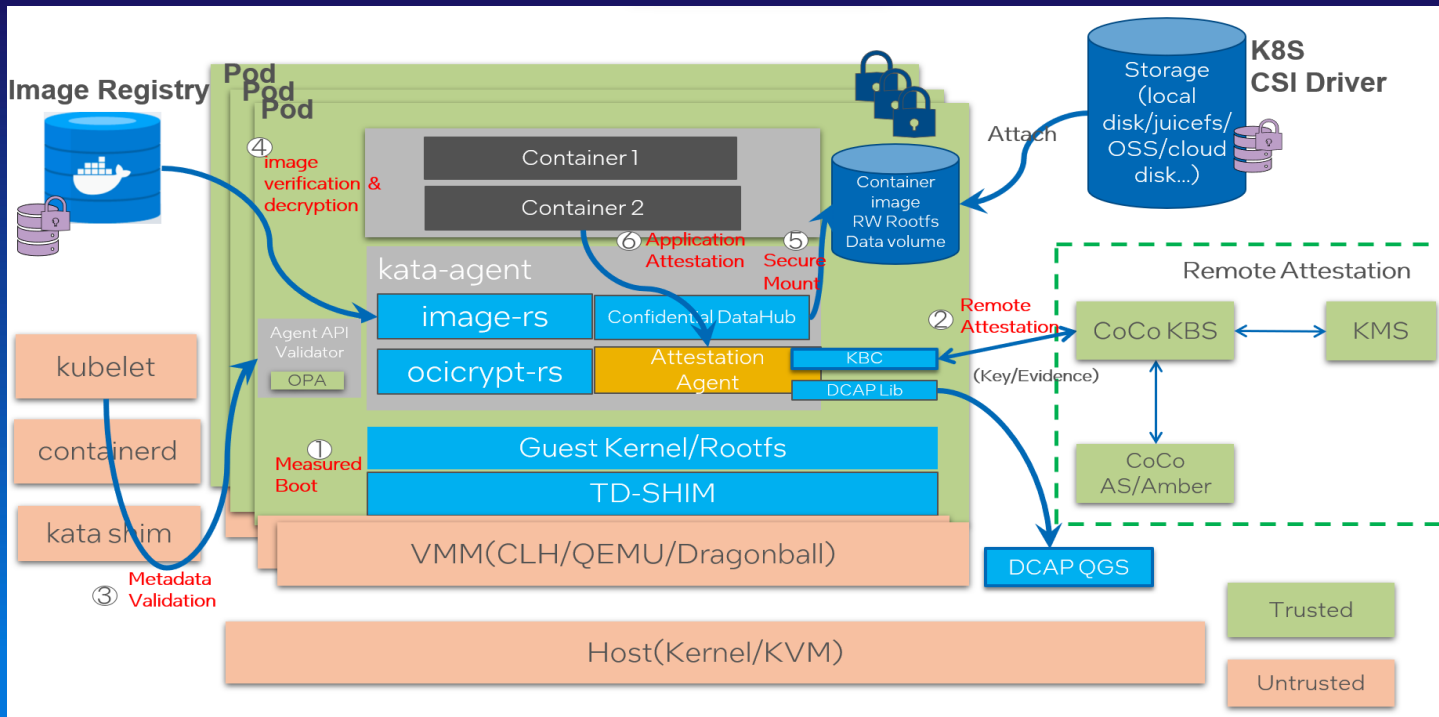 Image Registry
Pod
Pod
Pod
④
image
verification &
decryption
Container 1
Container 2
⑥ Application
Attestation
⑤
Secure
Mount
Container
image
RW Rootfs
Data volume
Attach
Storage
(local
disk/juicefs/
OSS/cloud
disk...)
K8S
CSI Driver
kata-agent
image-rs
Confidential DataHub
ocicrypt-rs
Attestation
Agent
KBC
DCAP Lib
Agent API
Validator
OPA
② Remote
Attestation
(Key/Evidence)
Remote Attestation
CoCo KBS
KMS
CoCo
AS/Amber
kubelet
containerd
kata shim
③ Metadata
Validation
①
Measured
Boot
Guest Kernel/Rootfs
TD-SHIM
VMM(CLH/QEMU/Dragonball)
DCAP QGS
Host(Kernel/KVM)
Trusted
Untrusted